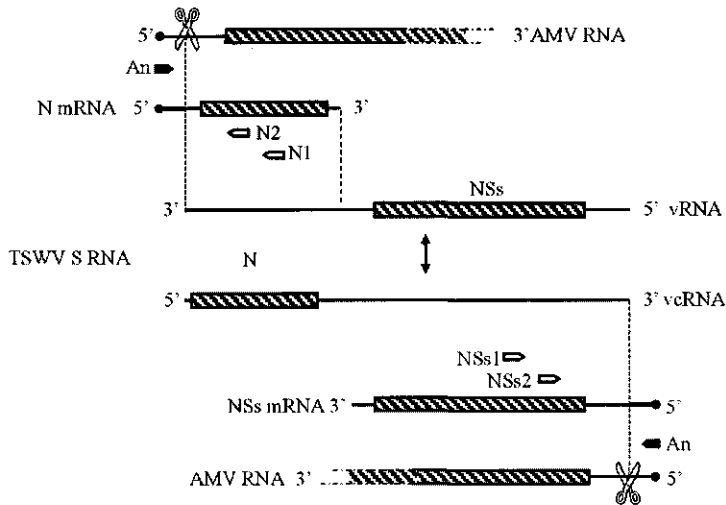 5' 3'AMV RNA
An
N mRNA 5' 3'
N2
N1
NSs
3' 5' vRNA
TSWV S RNA N
5' 3' vcRNA
NSs1
NSs2
NSs mRNA 3' 5'
An
AMV RNA 3' 5'